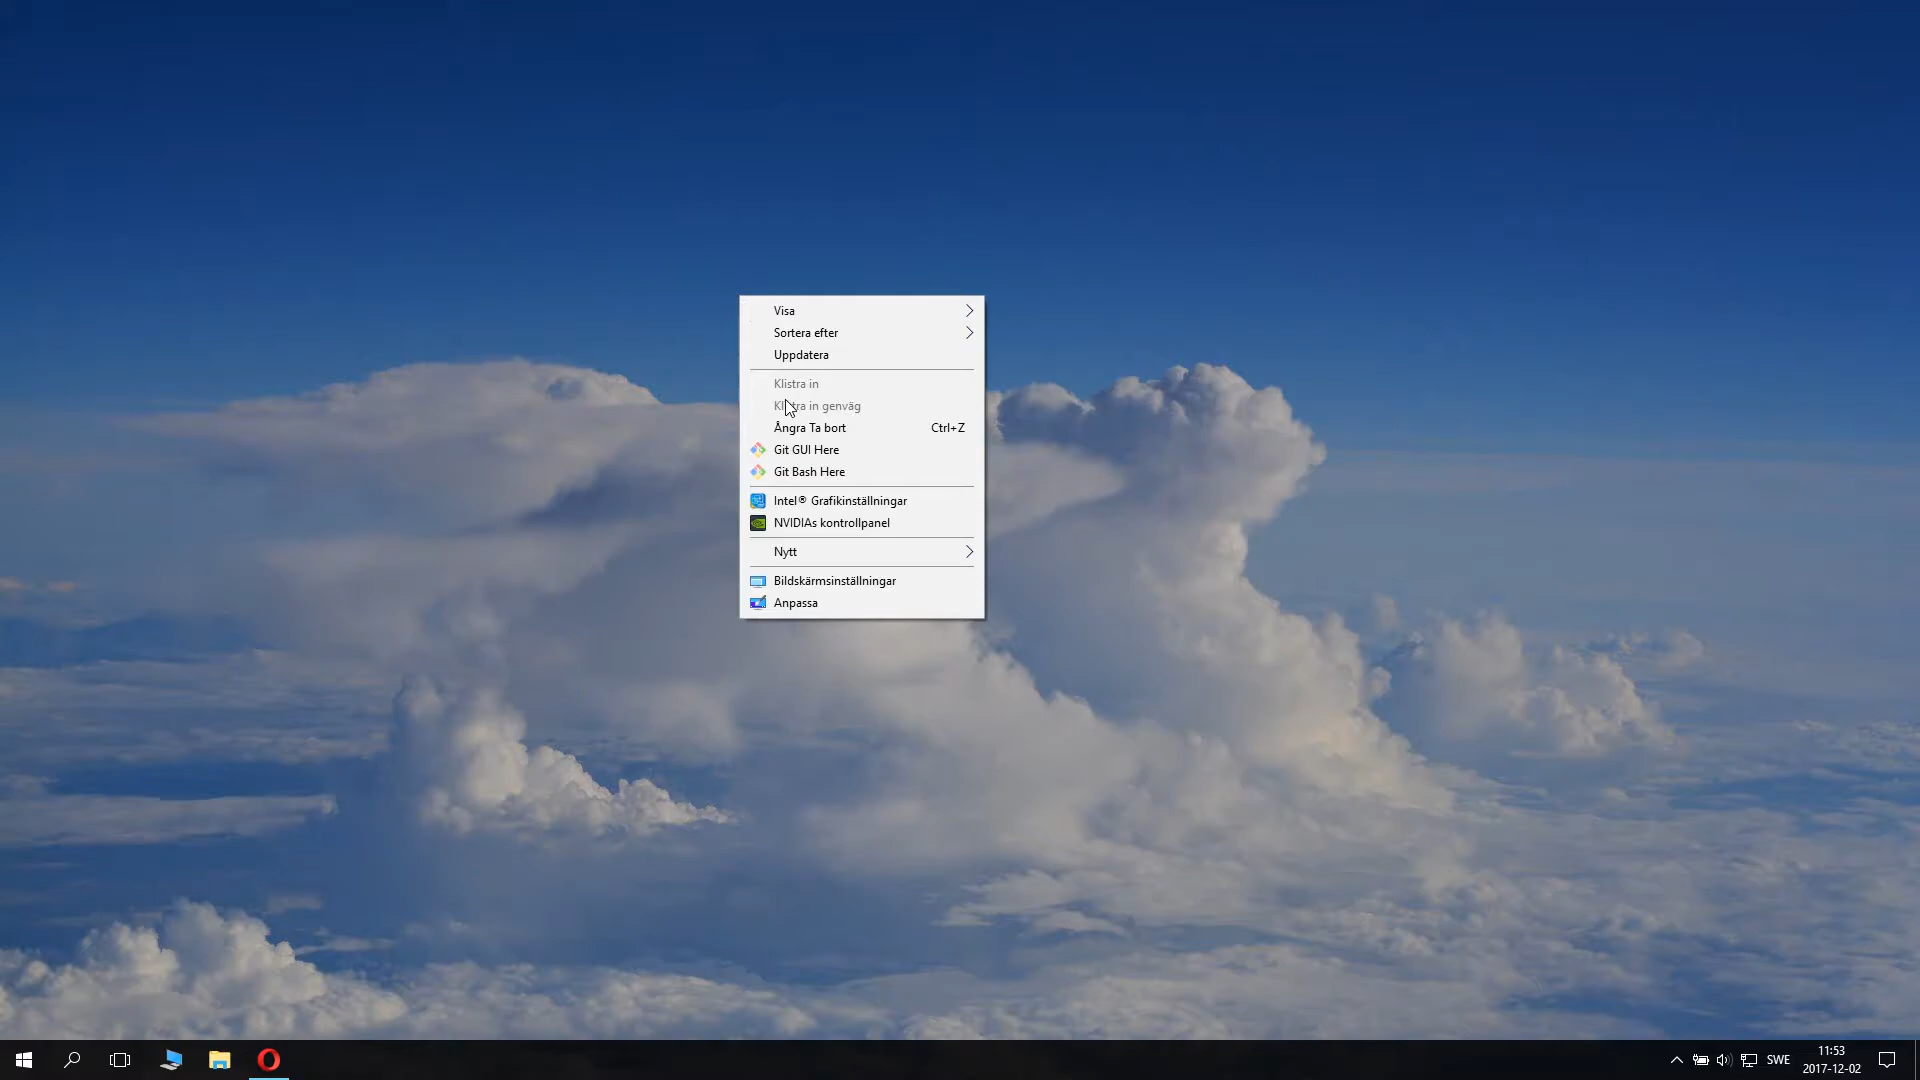 Visa
Sortera efter
Uppdatera
Klistra in
Klistra in genväg
Ångra Ta bort Ctrl+Z
Git GUI Here
Git Bash Here
Intel® Grafikinställningar
NVIDIAs kontrollpanel
Nytt
Bildskärmsinställningar
Anpassa
SWE
11:53
2017-12-02